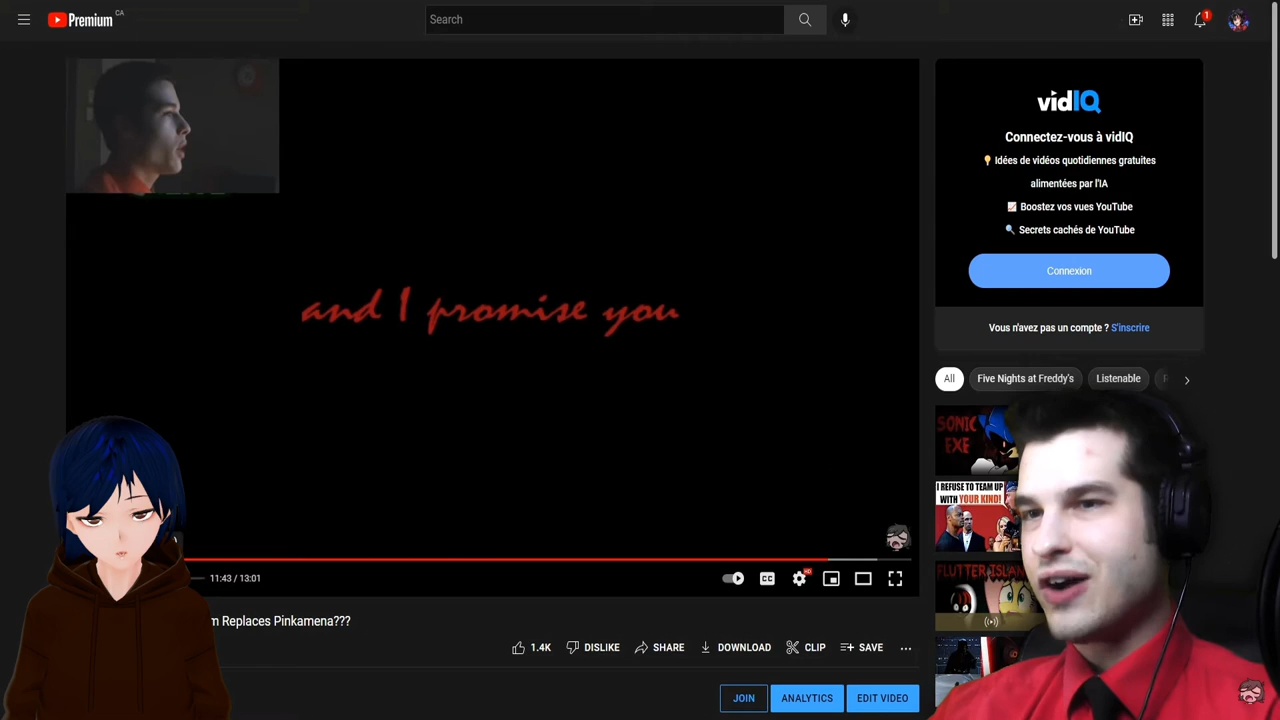 Premium CA
Search
1
vidIQ
Connectez-vous à vidIQ
Idées de vidéos quotidiennes gratuites
alimentées par l'IA
Boostez vos vues YouTube
Secrets cachés de YouTube
Connexion
Vous n'avez pas un compte ? S'inscrire
All
Five Nights at Freddy's
Listenable
and I promise you
SONIC
EXE
I REFUSE TO TEAM UP
WITH YOUR KIND!
FLUTTER ISLAN
CC
HD
11:43 / 13:01
m Replaces Pinkamena???
1.4K
DISLIKE
SHARE
DOWNLOAD
CLIP
SAVE
JOIN
ANALYTICS
EDIT VIDEO